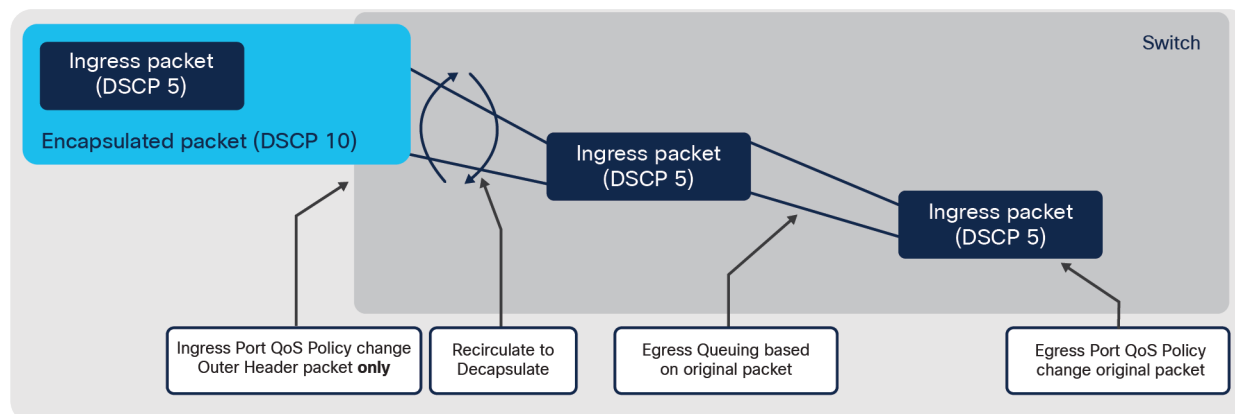 Switch
Ingress packet
(DSCP 5)
Encapsulated packet (DSCP 10)
Ingress packet
(DSCP 5)
Ingress packet
(DSCP 5)
Ingress Port QoS Policy change
Outer Header packet only
Recirculate to
Decapsulate
Egress Queuing based
on original packet
Egress Port QoS Policy
change original packet